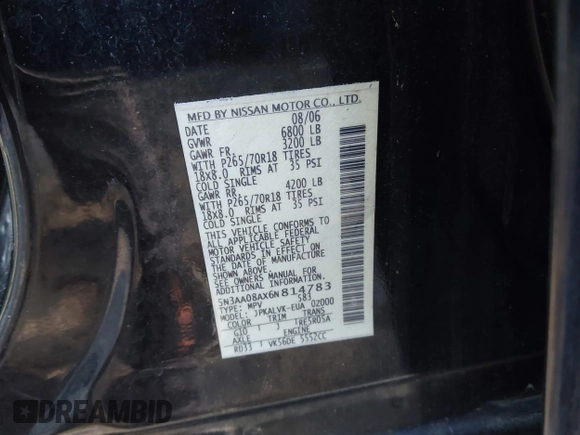 MFD BY NISSAN MOTOR CO., LTD.
DATE 08/06
GVWR 6800 LB
GAWR FR. 3200 LB
WITH P265/70R18 TIRES
18X8.0 RIMS AT 35 PSI
COLD SINGLE
GAWR RR. 4200 LB
WITH P265/70R18 TIRES
18X8.0 RIMS AT 35 PSI
COLD SINGLE
THIS VEHICLE CONFORMS TO
ALL APPLICABLE FEDERAL
MOTOR VEHICLE SAFETY
STANDARDS IN EFFECT ON
THE DATE OF MANUFACTURE
SEE OWNERS MANUAL FOR
ADDITIONAL INFORMATION.
5N3AA08AX6N814783
TYPE: MPV 583
MODEL: JPKALVK-EUA 02000
COLOR TRIM TRANS
G10 J TRE5R05A
AXLE ENGINE
RD33 VK56DE 5552CC
DREAMBID